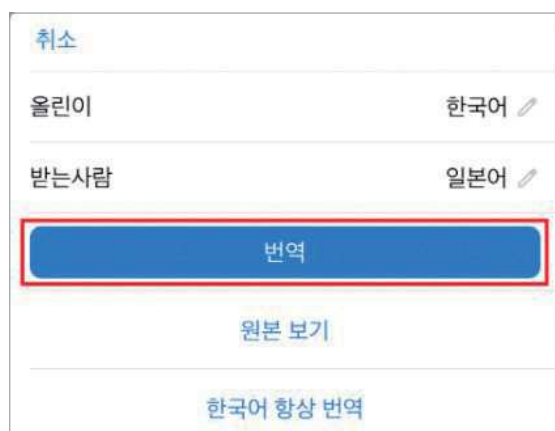 취소
올린이 한국어
받는사람 일본어
번역
원본 보기
한국어 항상 번역